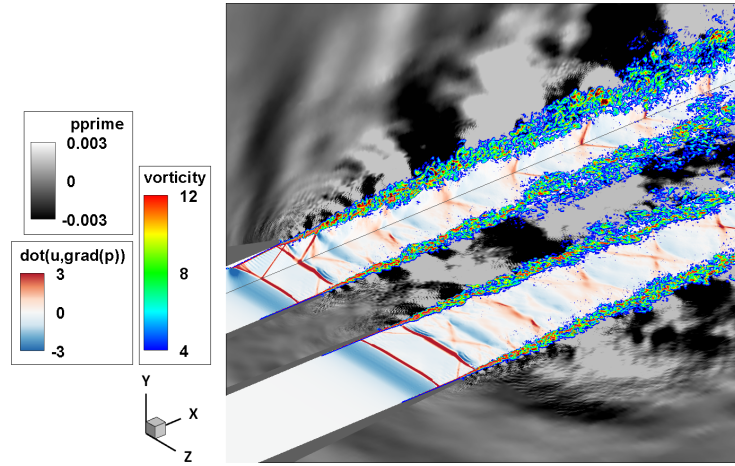 pprime
0.003
0
-0.003
vorticity
12
8
4
dot(u,grad(p))
3
0
-3
Y
X
Z